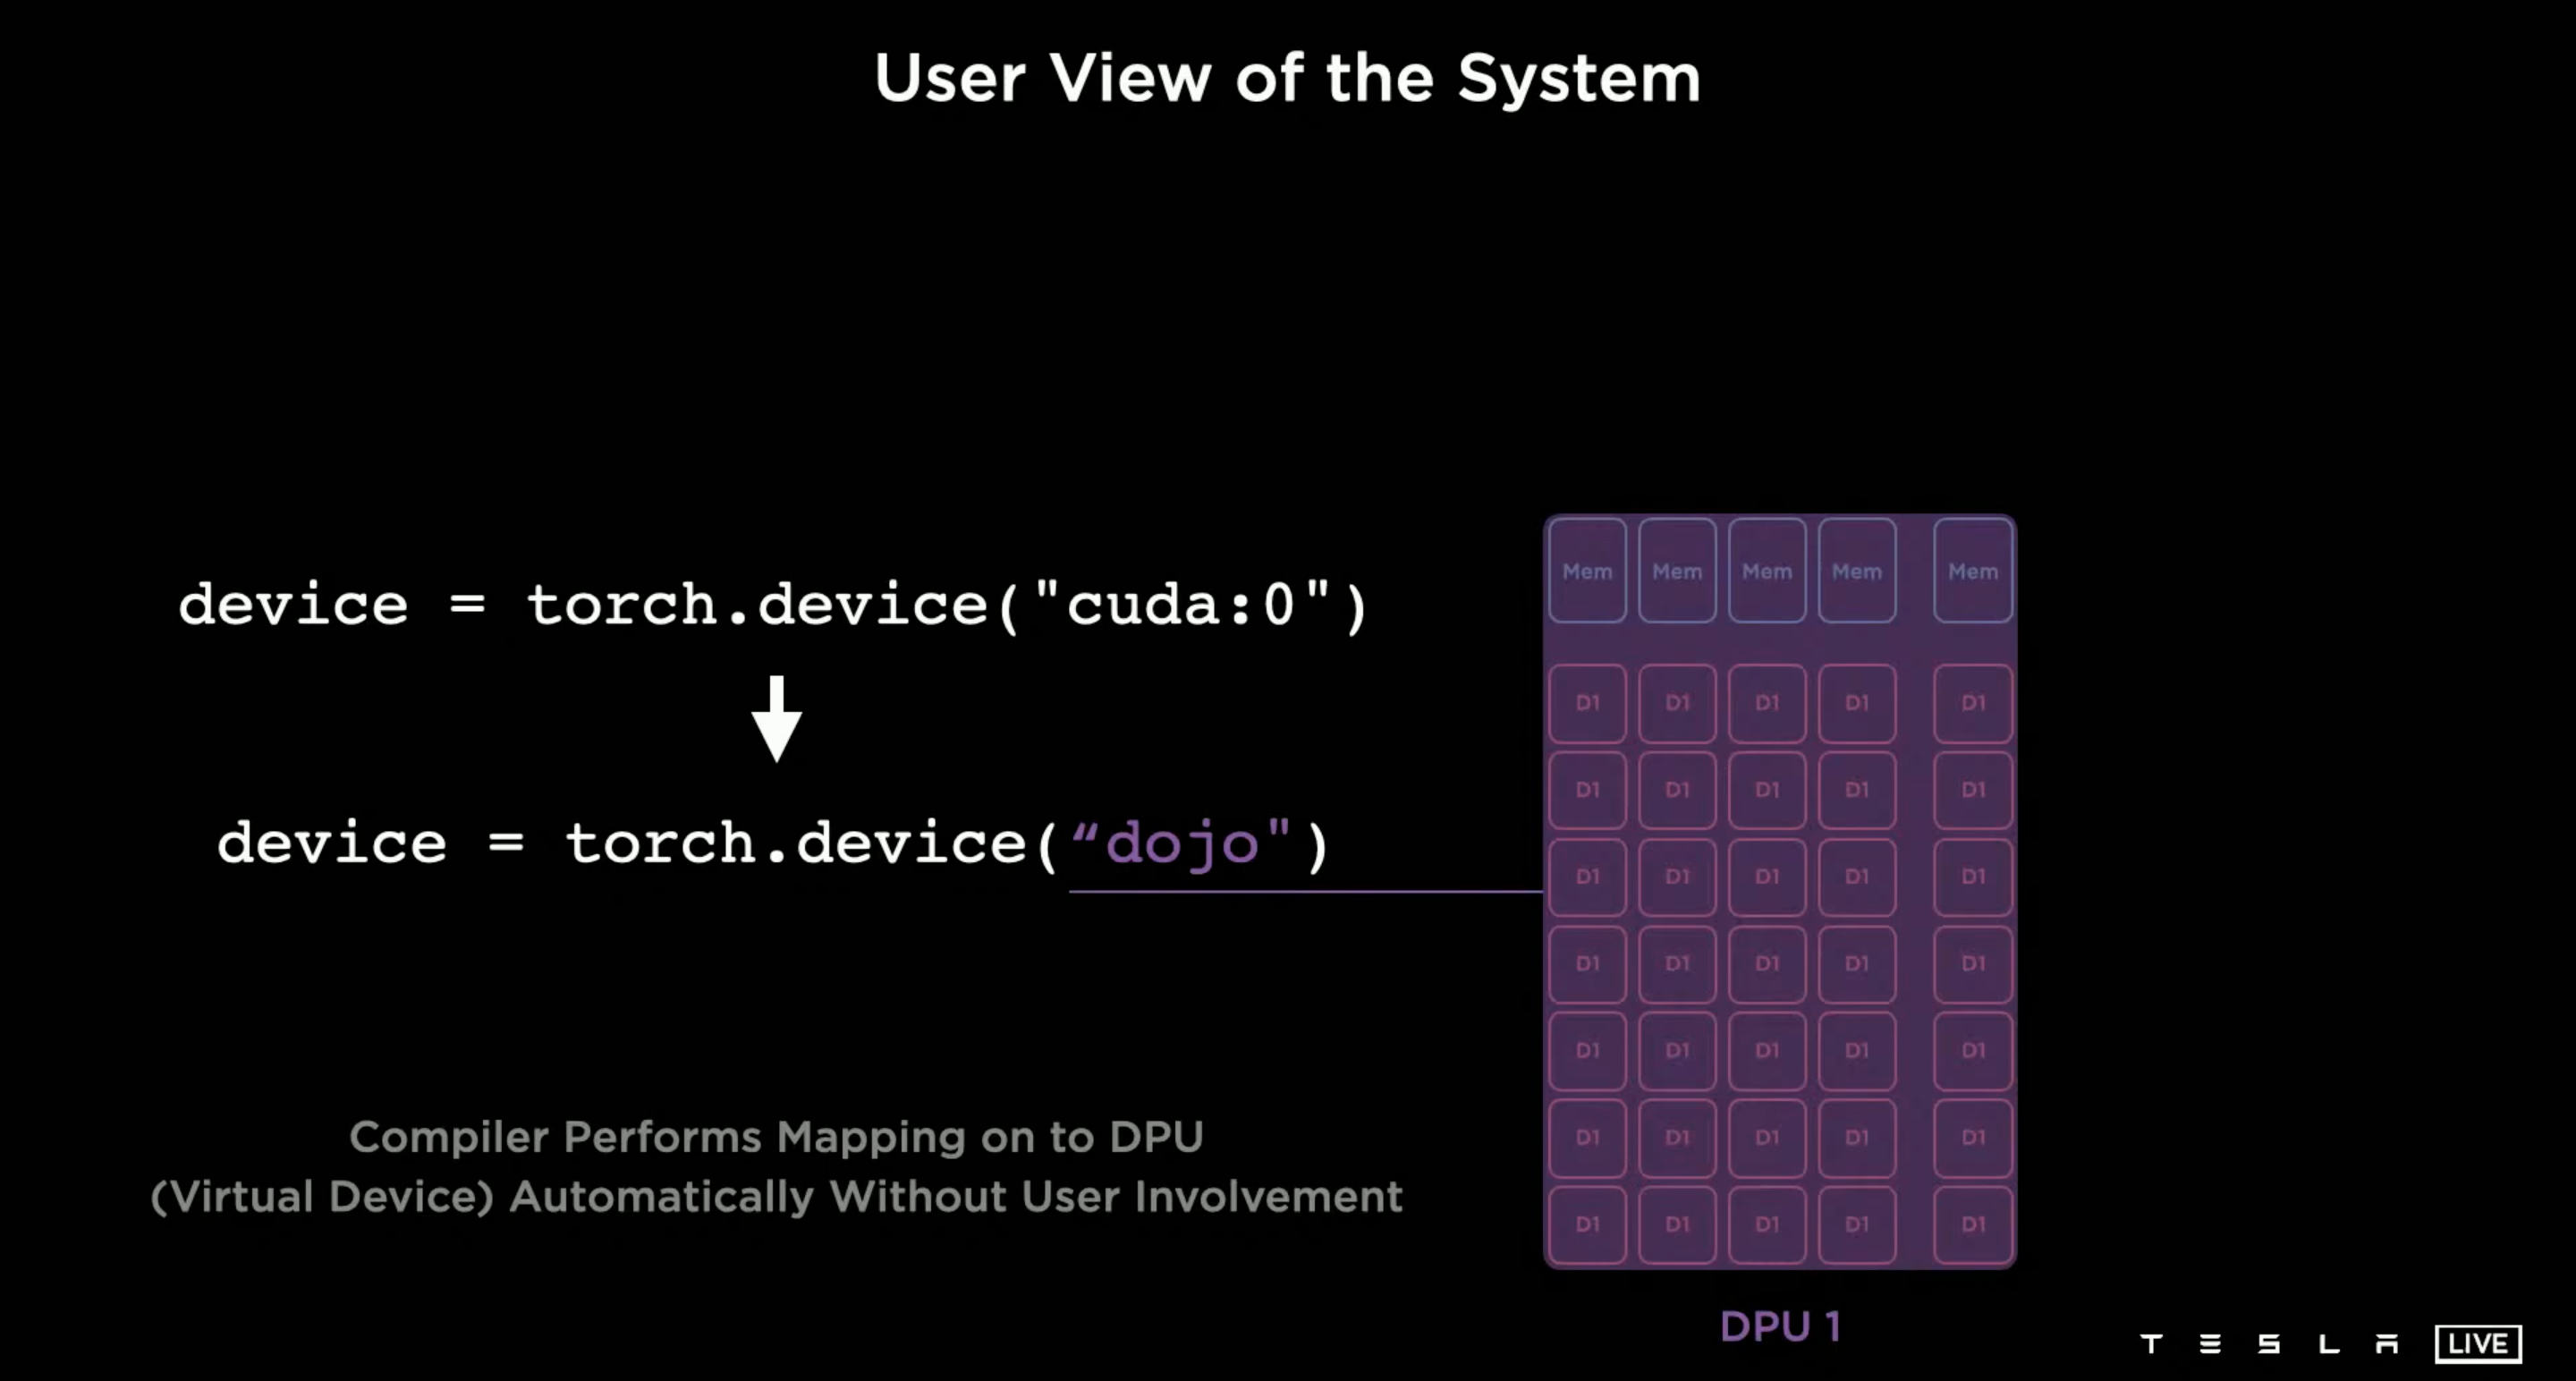 User View of the System
device = torch.device("cuda:0")
device = torch.device(“dojo")
Compiler Performs Mapping on to DPU
(Virtual Device) Automatically Without User Involvement
Mem Mem Mem Mem Mem
D1 D1 D1 D1 D1
D1 D1 D1 D1 D1
D1 D1 D1 D1 D1
D1 D1 D1 D1 D1
D1 D1 D1 D1 D1
D1 D1 D1 D1 D1
D1 D1 D1 D1 D1
DPU 1
TESLA LIVE